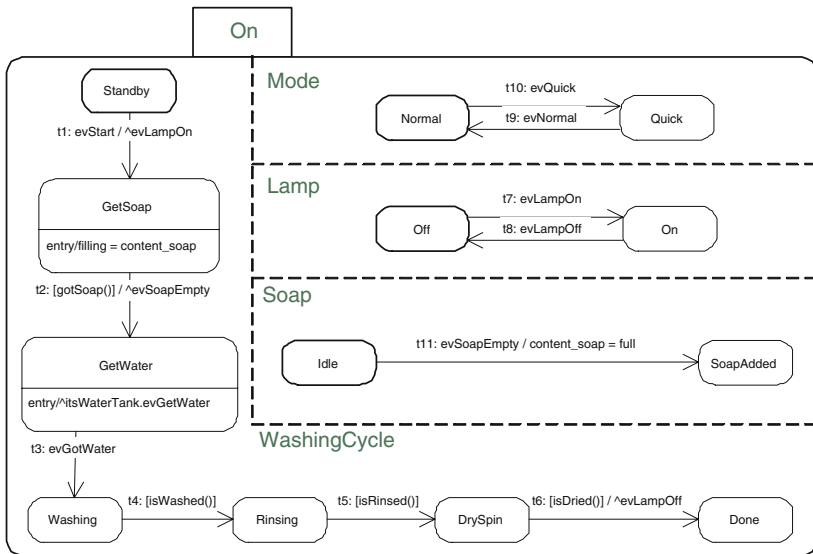 On
Standby
t1: evStart / ^evLampOn
GetSoap
entry/filling = content_soap
t2: [gotSoap()] / ^evSoapEmpty
GetWater
entry/^itsWaterTank.evGetWater
t3: evGotWater
Mode
Normal
t10: evQuick
t9: evNormal
Quick
Lamp
Off
t7: evLampOn
t8: evLampOff
On
Soap
Idle
t11: evSoapEmpty / content_soap = full
SoapAdded
WashingCycle
Washing
t4: [isWashed()]
Rinsing
t5: [isRinsed()]
DrySpin
t6: [isDried()] / ^evLampOff
Done